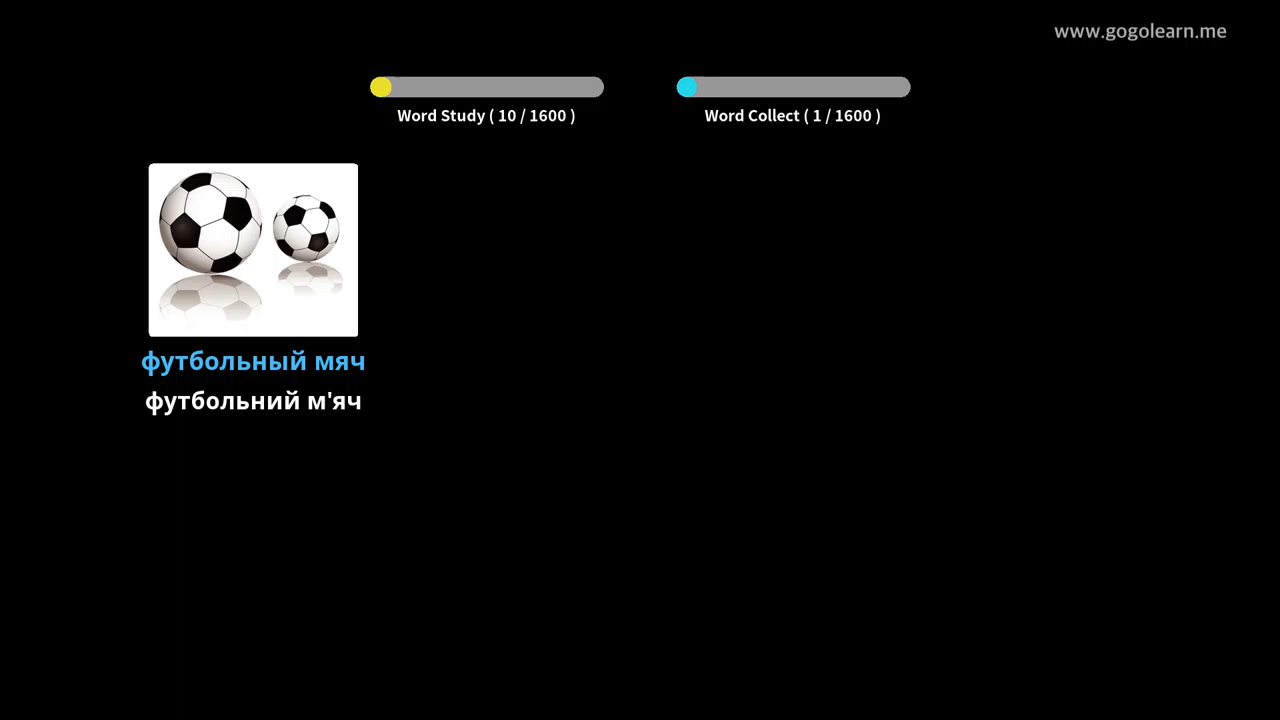 www.gogolearn.me
Word Study ( 10 / 1600 )
Word Collect ( 1 / 1600 )
футбольный мяч
футбольний м'яч